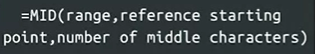 =MID(range,reference starting
point,number of middle characters)